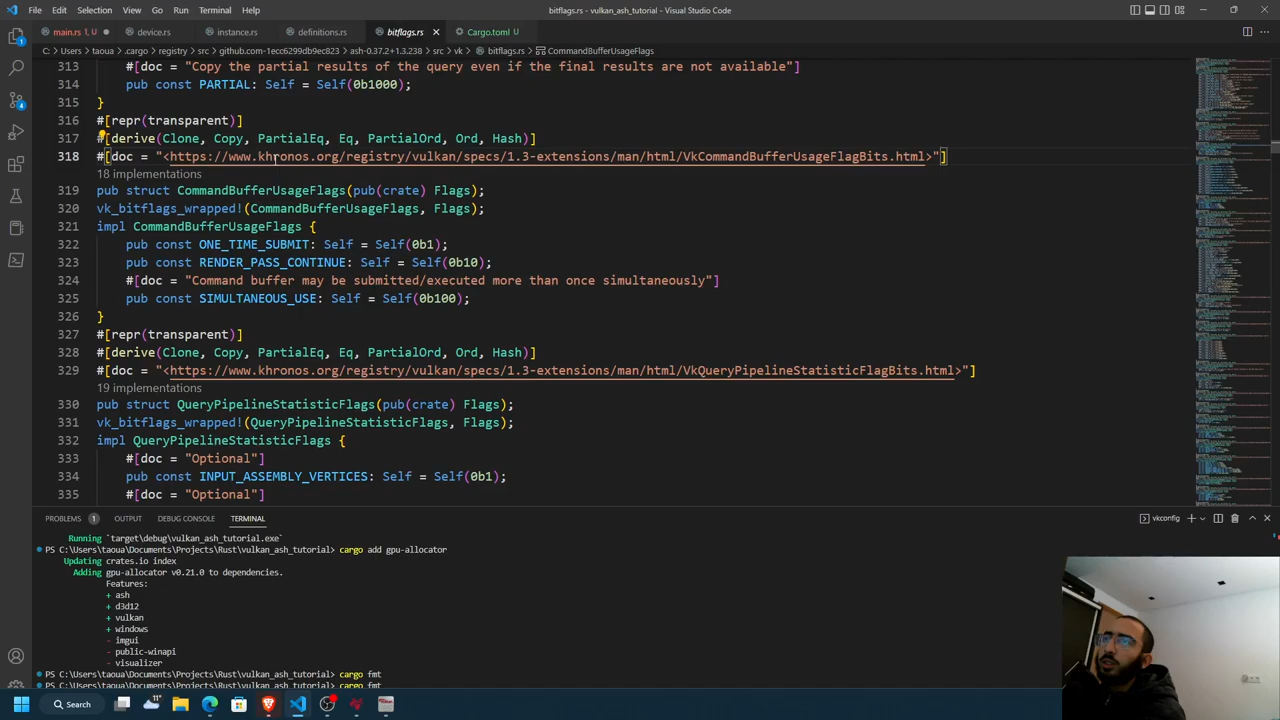 File Edit Selection View Go Run Terminal Help
bitflags.rs - vulkan_ash_tutorial - Visual Studio Code
main.rs 1, U device.rs instance.rs definitions.rs bitflags.rs Cargo.toml U
C: > Users > taoua > .cargo > registry > src > github.com-1ecc6299db9ec823 > ash-0.37.2+1.3.238 > src > vk > bitflags.rs > CommandBufferUsageFlags
313 #[doc = "Copy the partial results of the query even if the final results are not available"]
314 pub const PARTIAL: Self = Self(0b1000);
315 }
316 #[repr(transparent)]
317 #[derive(Clone, Copy, PartialEq, Eq, PartialOrd, Ord, Hash)]
318 #[doc = "<https://www.khronos.org/registry/vulkan/specs/1.3-extensions/man/html/VkCommandBufferUsageFlagBits.html>"]
18 implementations
319 pub struct CommandBufferUsageFlags(pub(crate) Flags);
320 vk_bitflags_wrapped!(CommandBufferUsageFlags, Flags);
321 impl CommandBufferUsageFlags {
322 pub const ONE_TIME_SUBMIT: Self = Self(0b1);
323 pub const RENDER_PASS_CONTINUE: Self = Self(0b10);
324 #[doc = "Command buffer may be submitted/executed more than once simultaneously"]
325 pub const SIMULTANEOUS_USE: Self = Self(0b100);
326 }
327 #[repr(transparent)]
328 #[derive(Clone, Copy, PartialEq, Eq, PartialOrd, Ord, Hash)]
329 #[doc = "<https://www.khronos.org/registry/vulkan/specs/1.3-extensions/man/html/VkQueryPipelineStatisticFlagBits.html>"]
19 implementations
330 pub struct QueryPipelineStatisticFlags(pub(crate) Flags);
331 vk_bitflags_wrapped!(QueryPipelineStatisticFlags, Flags);
332 impl QueryPipelineStatisticFlags {
333 #[doc = "Optional"]
334 pub const INPUT_ASSEMBLY_VERTICES: Self = Self(0b1);
335 #[doc = "Optional"]
PROBLEMS 1 OUTPUT DEBUG CONSOLE TERMINAL
vkconfig
Running `target\debug\vulkan_ash_tutorial.exe`
PS C:\Users\taoua\Documents\Projects\Rust\vulkan_ash_tutorial> cargo add gpu-allocator
Updating crates.io index
Adding gpu-allocator v0.21.0 to dependencies.
Features:
+ ash
+ d3d12
+ vulkan
+ windows
- imgui
- public-winapi
- visualizer
PS C:\Users\taoua\Documents\Projects\Rust\vulkan_ash_tutorial> cargo fmt
PS C:\Users\taoua\Documents\Projects\Rust\vulkan_ash_tutorial> cargo fmt
Search